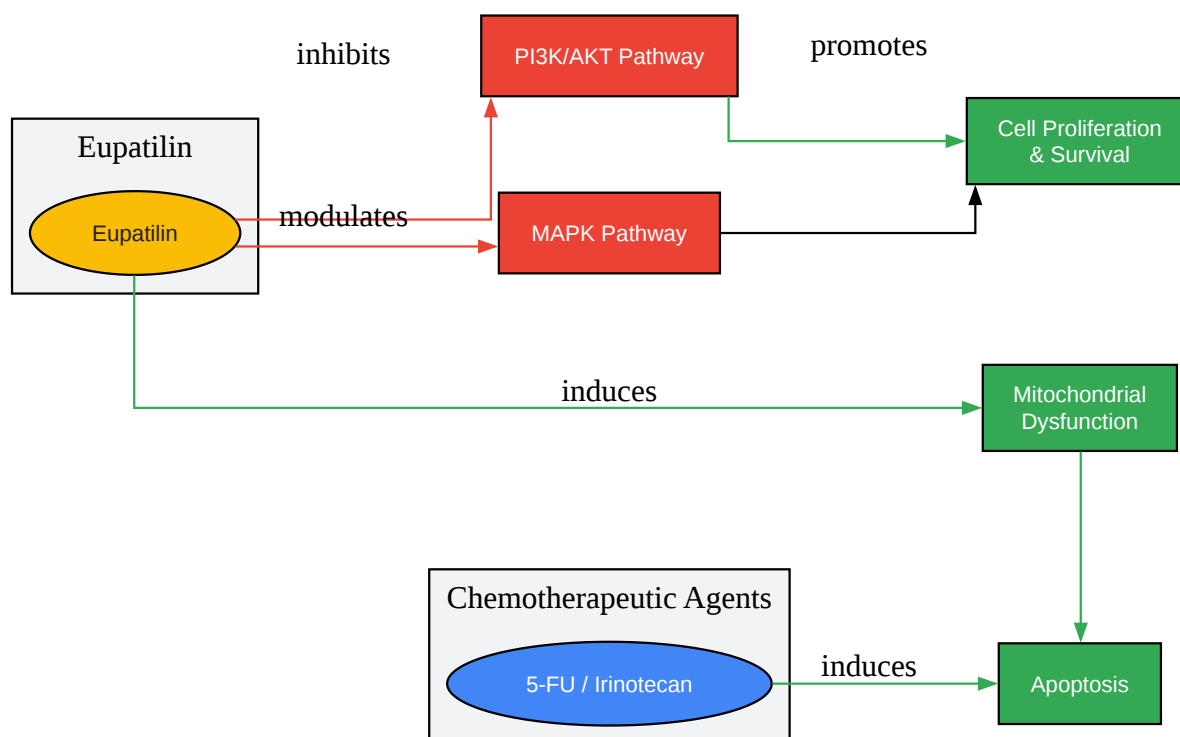 inhibits
PI3K/AKT Pathway
promotes
Eupatilin
Cell Proliferation
& Survival
Eupatilin
modulates
MAPK Pathway
induces
Mitochondrial
Dysfunction
Chemotherapeutic Agents
5-FU / Irinotecan
induces
Apoptosis